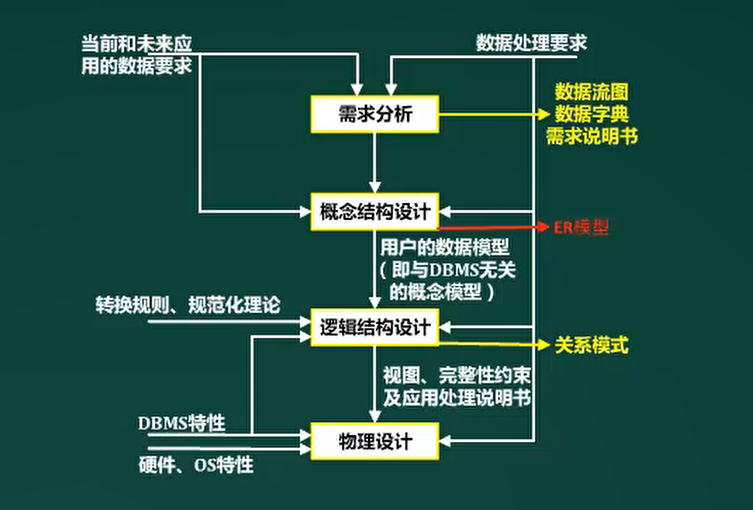 当前和未来应
用的数据要求
数据处理要求
需求分析
数据流图
数据字典
需求说明书
概念结构设计
ER模型
用户的数据模型
（即与DBMS无关
的概念模型）
转换规则、规范化理论
逻辑结构设计
关系模式
视图、完整性约束
及应用处理说明书
DBMS特性
物理设计
硬件、OS特性